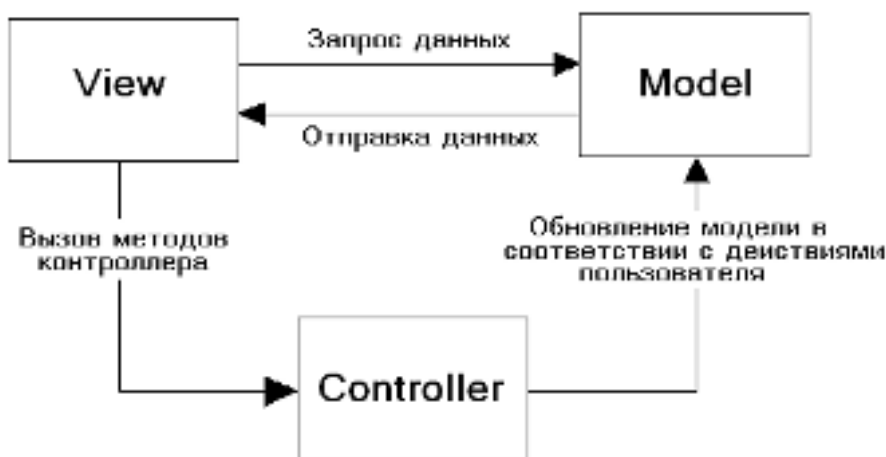 Запрос данных
View
Model
Отправка данных
Вызов методов
контроллера
Обновление модели в
соответствии с действиями
пользователя
Controller